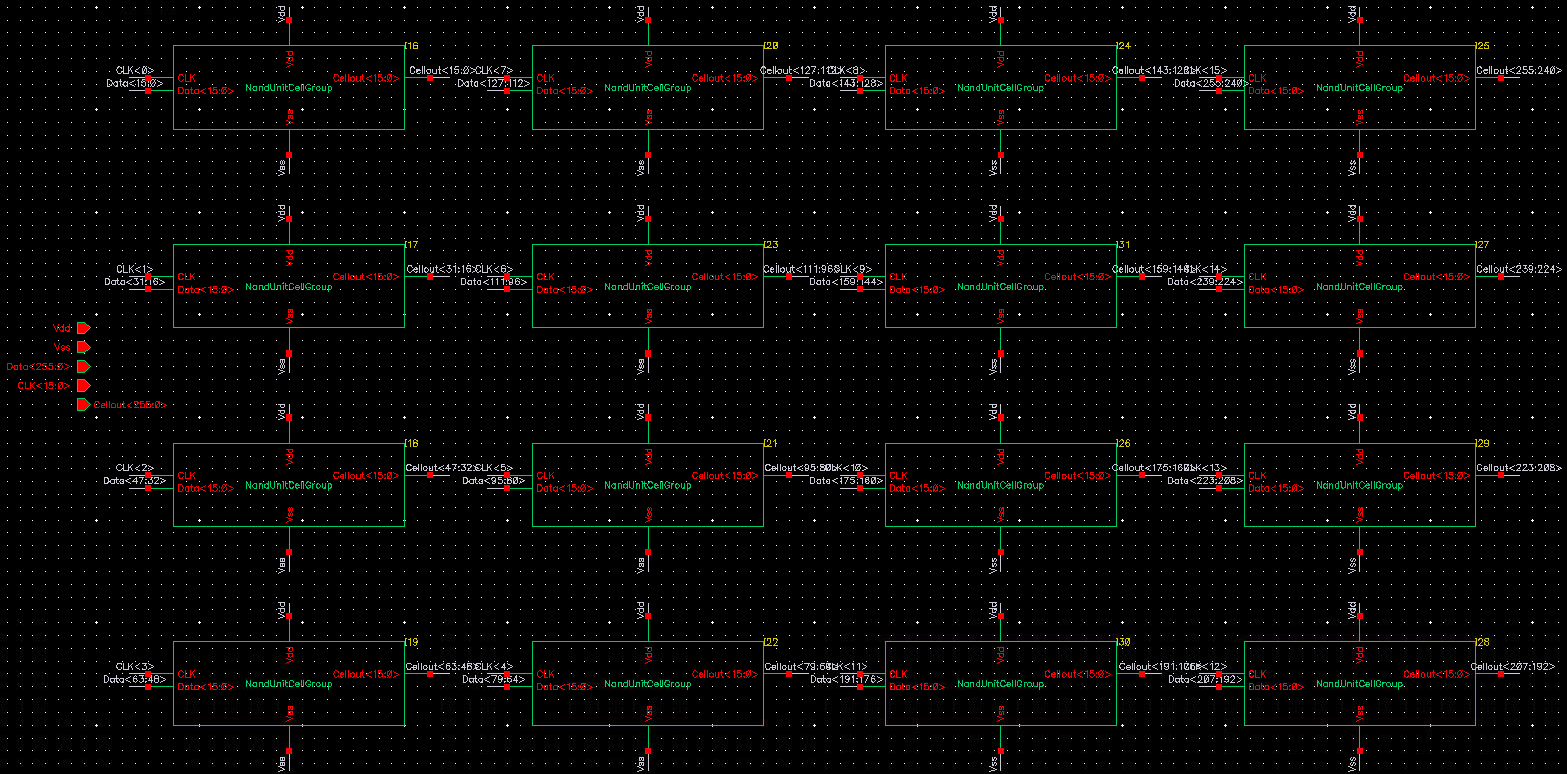 Vdd Vdd Vdd Vdd
I16 I20 I24 I25
Vdd Vdd Vdd Vdd
CLK<0> Cellout<15:0> CLK<7> Cellout<127:112> CLK<8> Cellout<143:128> CLK<15> Cellout<255:240>
CLK Cellout<15:0> CLK Cellout<15:0> CLK Cellout<15:0> CLK Cellout<15:0>
Data<15:0> Data<127:112> Data<143:128> Data<255:240>
Data<15:0> NandUnitCellGroup Data<15:0> NandUnitCellGroup Data<15:0> NandUnitCellGroup Data<15:0> NandUnitCellGroup
Vss Vss Vss Vss
Vss Vss Vss Vss
Vdd Vdd Vdd Vdd
I17 I23 I31 I27
Vdd Vdd Vdd Vdd
CLK<1> Cellout<31:16> CLK<6> Cellout<111:96> CLK<9> Cellout<159:144> CLK<14> Cellout<239:224>
CLK Cellout<15:0> CLK Cellout<15:0> CLK Cellout<15:0> CLK Cellout<15:0>
Data<31:16> Data<111:96> Data<159:144> Data<239:224>
Data<15:0> NandUnitCellGroup Data<15:0> NandUnitCellGroup Data<15:0> NandUnitCellGroup Data<15:0> NandUnitCellGroup
Vss Vss Vss Vss
Vss Vss Vss Vss
Vdd
Vss
Data<255:0>
CLK<15:0>
Cellout<255:0>
Vdd Vdd Vdd Vdd
I18 I21 I26 I29
Vdd Vdd Vdd Vdd
CLK<2> Cellout<47:32> CLK<5> Cellout<95:80> CLK<10> Cellout<175:160> CLK<13> Cellout<223:208>
CLK Cellout<15:0> CLK Cellout<15:0> CLK Cellout<15:0> CLK Cellout<15:0>
Data<47:32> Data<95:80> Data<175:160> Data<223:208>
Data<15:0> NandUnitCellGroup Data<15:0> NandUnitCellGroup Data<15:0> NandUnitCellGroup Data<15:0> NandUnitCellGroup
Vss Vss Vss Vss
Vss Vss Vss Vss
Vdd Vdd Vdd Vdd
I19 I22 I30 I28
Vdd Vdd Vdd Vdd
CLK<3> Cellout<63:48> CLK<4> Cellout<79:64> CLK<11> Cellout<191:176> CLK<12> Cellout<207:192>
CLK Cellout<15:0> CLK Cellout<15:0> CLK Cellout<15:0> CLK Cellout<15:0>
Data<63:48> Data<79:64> Data<191:176> Data<207:192>
Data<15:0> NandUnitCellGroup Data<15:0> NandUnitCellGroup Data<15:0> NandUnitCellGroup Data<15:0> NandUnitCellGroup
Vss Vss Vss Vss
Vss Vss Vss Vss